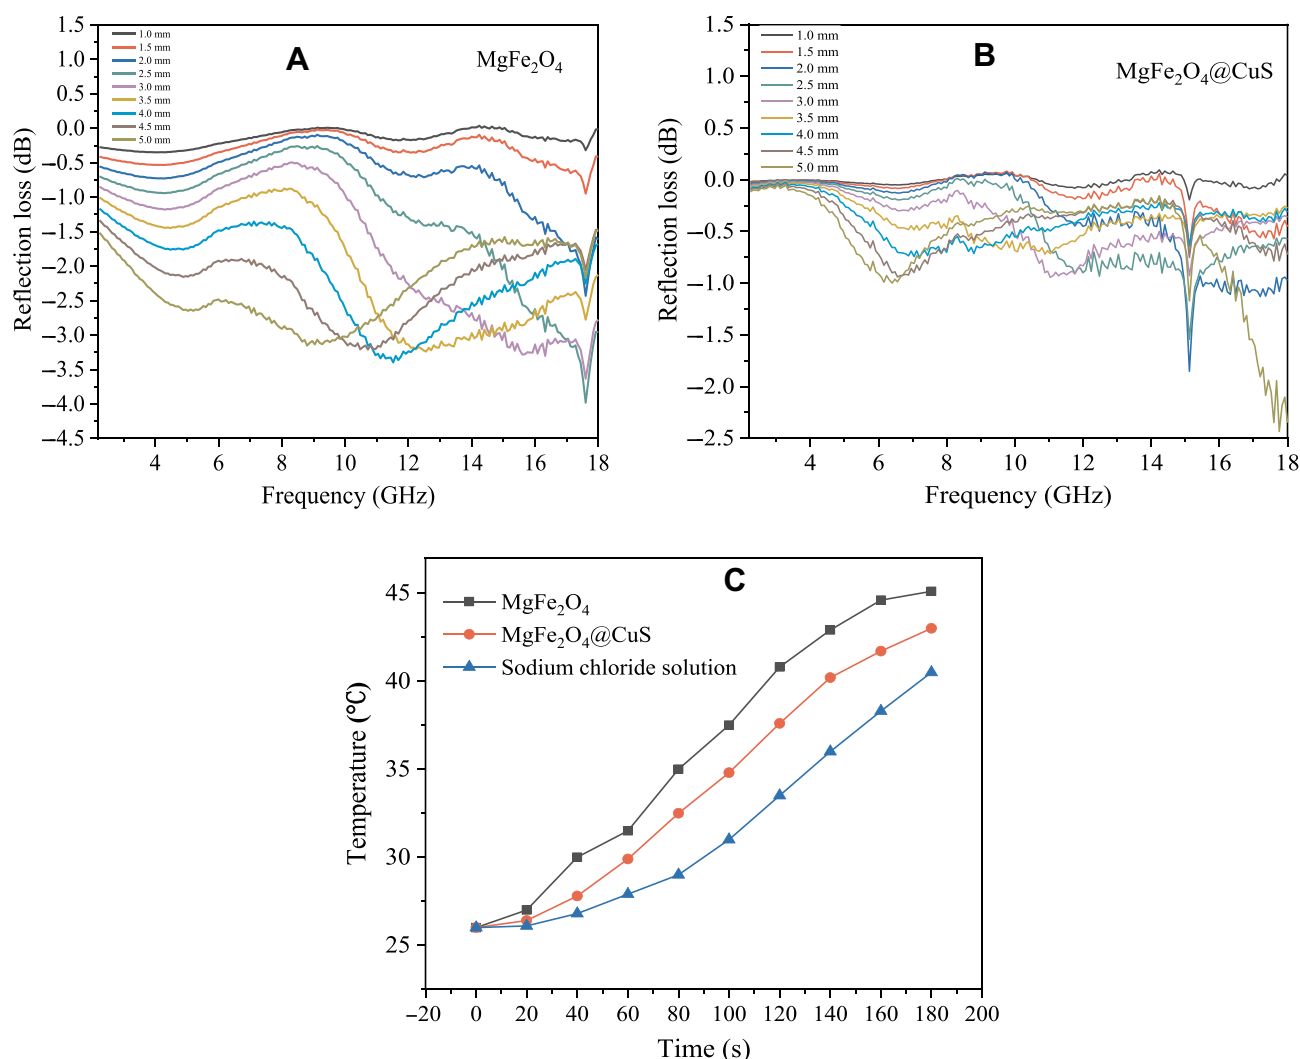 A
MgFe₂O₄
1.0 mm
1.5 mm
2.0 mm
2.5 mm
3.0 mm
3.5 mm
4.0 mm
4.5 mm
5.0 mm
1.5
1.0
0.5
0.0
−0.5
−1.0
−1.5
−2.0
−2.5
−3.0
−3.5
−4.0
−4.5
Reflection loss (dB)
4 6 8 10 12 14 16 18
Frequency (GHz)
B
MgFe₂O₄@CuS
1.0 mm
1.5 mm
2.0 mm
2.5 mm
3.0 mm
3.5 mm
4.0 mm
4.5 mm
5.0 mm
1.5
1.0
0.5
0.0
−0.5
−1.0
−1.5
−2.0
−2.5
Reflection loss (dB)
4 6 8 10 12 14 16 18
Frequency (GHz)
C
MgFe₂O₄
MgFe₂O₄@CuS
Sodium chloride solution
45
40
35
30
25
Temperature (℃)
−20 0 20 40 60 80 100 120 140 160 180 200
Time (s)